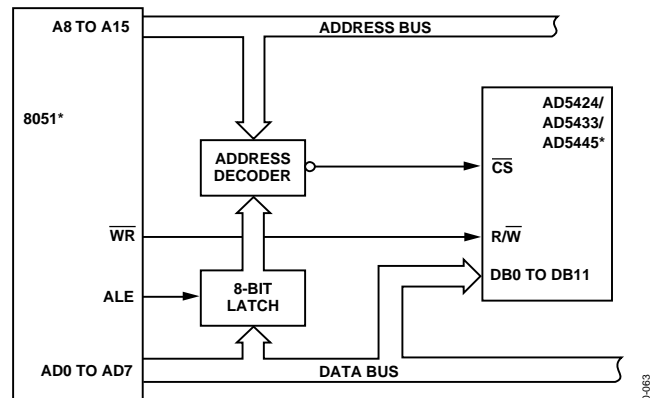 A8 TO A15
ADDRESS BUS
8051*
AD5424/
AD5433/
AD5445*
ADDRESS
DECODER
CS
WR
R/W
DB0 TO DB11
ALE
8-BIT
LATCH
AD0 TO AD7
DATA BUS